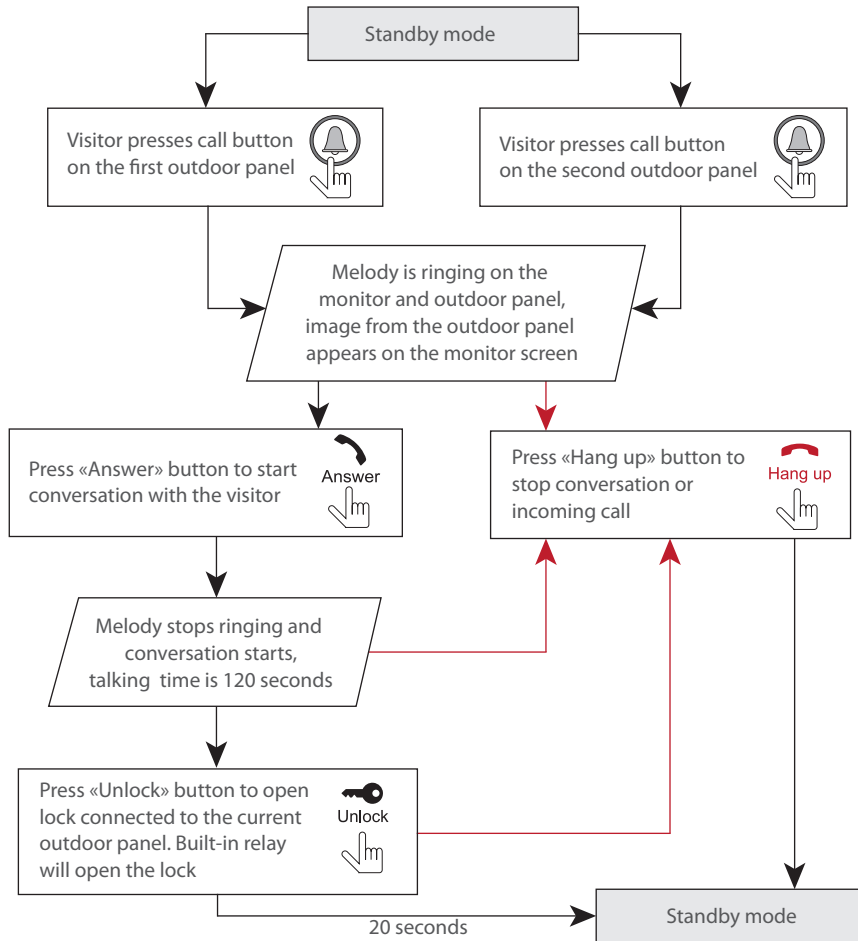 Standby mode
Visitor presses call button
on the first outdoor panel
Visitor presses call button
on the second outdoor panel
Melody is ringing on the
monitor and outdoor panel,
image from the outdoor panel
appears on the monitor screen
Press «Answer» button to start
conversation with the visitor
Answer
Press «Hang up» button to
stop conversation or
incoming call
Hang up
Melody stops ringing and
conversation starts,
talking time is 120 seconds
Press «Unlock» button to open
lock connected to the current
outdoor panel. Built-in relay
will open the lock
Unlock
20 seconds
Standby mode